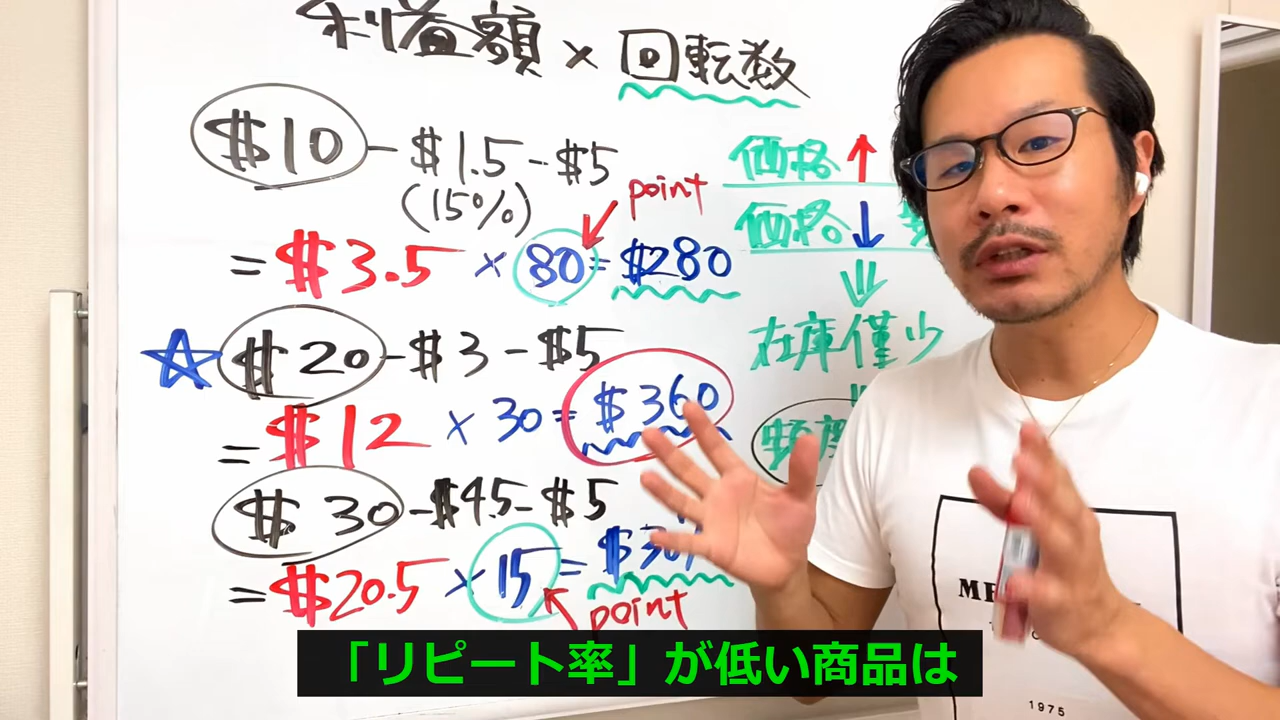 利益額 × 回転数
$10 - $1.5 - $5
(15%)
point
= $3.5 × 80 = $280
☆ $20 - $3 - $5
= $12 × 30 = $360
$30 - $4.5 - $5
= $20.5 × 15 =
point
価格 ↑
価格 ↓
⇓
在庫僅少
1975
「リピート率」が低い商品は